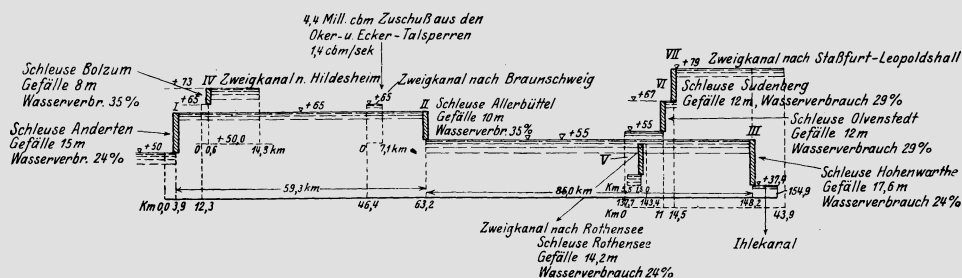 4,4 Mill. cbm Zuschuß aus den
Oker- u. Ecker-Talsperren
1,4 cbm/sek
Schleuse Bolzum
Gefälle 8m
Wasserverbr. 35%
+73
+65
IV
Zweigkanal n. Hildesheim
+65
Zweigkanal nach Braunschweig
I
+65
II
Schleuse Allerbüttel
Gefälle 10m
Wasserverbr. 35%
Schleuse Anderten
Gefälle 15m
Wasserverbr. 24%
+50
0 0,6
+50,0
14,9 km
0
7,1 km
+55
VII
+79
Zweigkanal nach Staßfurt-Leopoldshall
VI
+67
Schleuse Sudenberg
Gefälle 12m, Wasserverbrauch 29%
+55
Schleuse Olvenstedt
Gefälle 12m
Wasserverbrauch 29%
III
V
Schleuse Hohenwarthe
Gefälle 17,6m
Wasserverbrauch 24%
59,3 km
86,0 km
Km 0,0
3,9
12,3
46,4
63,2
Km
137,7
143,4
148,2
154,9
Km 0
11
14,5
43,9
Zweigkanal nach Rothensee
Schleuse Rothensee
Gefälle 14,2m
Wasserverbrauch 24%
Ihlekanal